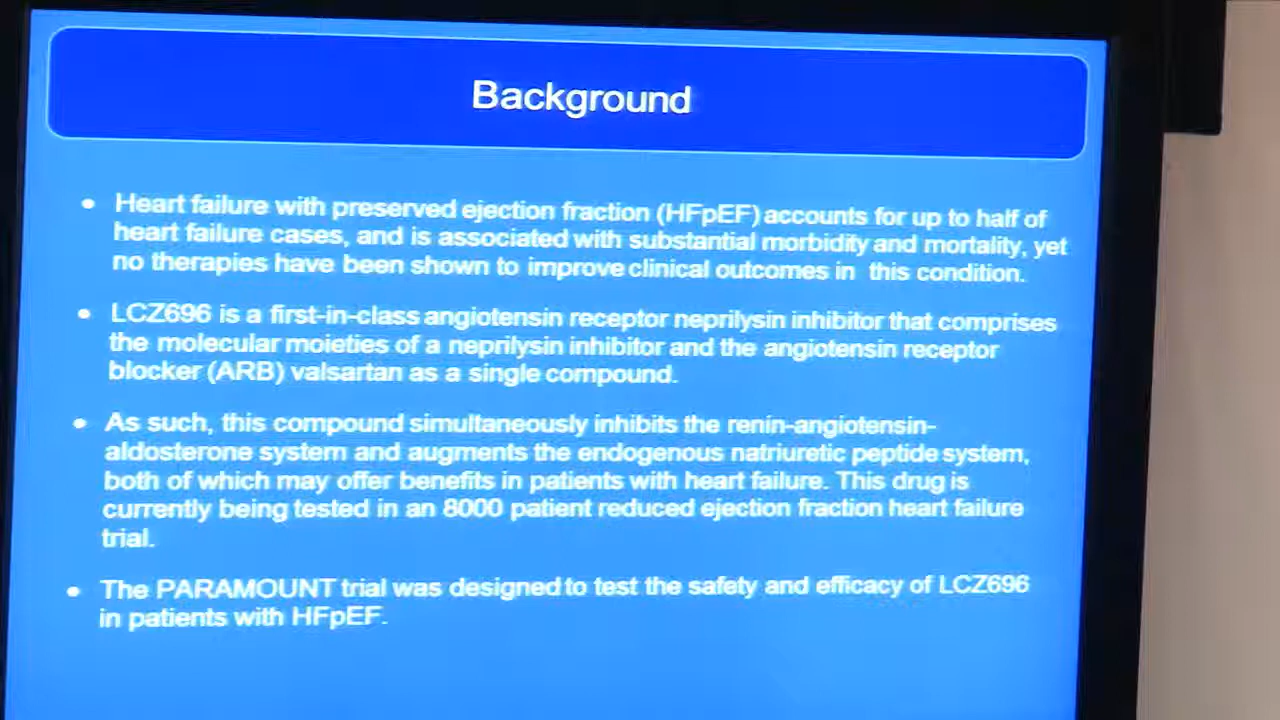 Background
• Heart failure with preserved ejection fraction (HFpEF) accounts for up to half of
heart failure cases, and is associated with substantial morbidity and mortality, yet
no therapies have been shown to improve clinical outcomes in this condition.
• LCZ696 is a first-in-class angiotensin receptor neprilysin inhibitor that comprises
the molecular moieties of a neprilysin inhibitor and the angiotensin receptor
blocker (ARB) valsartan as a single compound.
• As such, this compound simultaneously inhibits the renin-angiotensin-
aldosterone system and augments the endogenous natriuretic peptide system,
both of which may offer benefits in patients with heart failure. This drug is
currently being tested in an 8000 patient reduced ejection fraction heart failure
trial.
• The PARAMOUNT trial was designed to test the safety and efficacy of LCZ696
in patients with HFpEF.